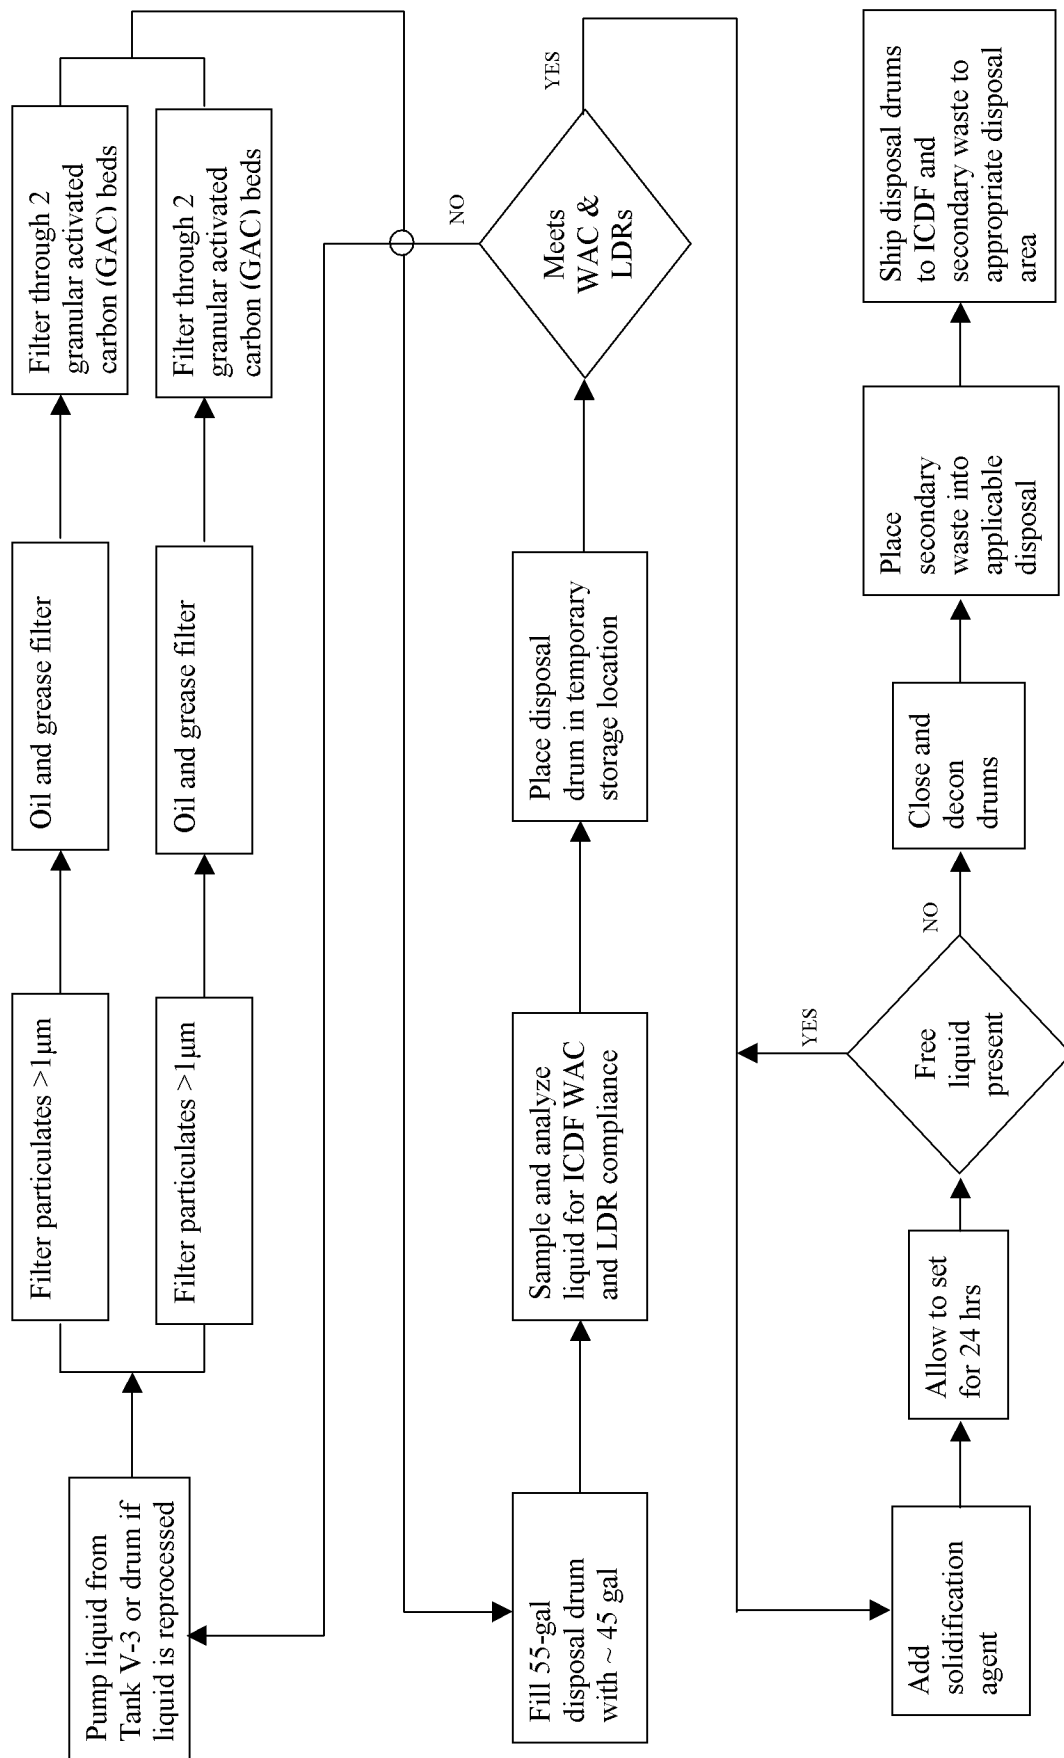 Pump liquid from
Tank V-3 or drum if
liquid is reprocessed
Filter particulates >1µm
Oil and grease filter
Filter through 2
granular activated
carbon (GAC) beds
Filter particulates >1µm
Oil and grease filter
Filter through 2
granular activated
carbon (GAC) beds
Fill 55-gal
disposal drum
with ~ 45 gal
Sample and analyze
liquid for ICDF WAC
and LDR compliance
Place disposal
drum in temporary
storage location
NO
Meets
WAC &
LDRs
YES
Add
solidification
agent
Allow to set
for 24 hrs
YES
Free
liquid
present
NO
Close and
decon
drums
Place
secondary
waste into
applicable
disposal
Ship disposal drums
to ICDF and
secondary waste to
appropriate disposal
area